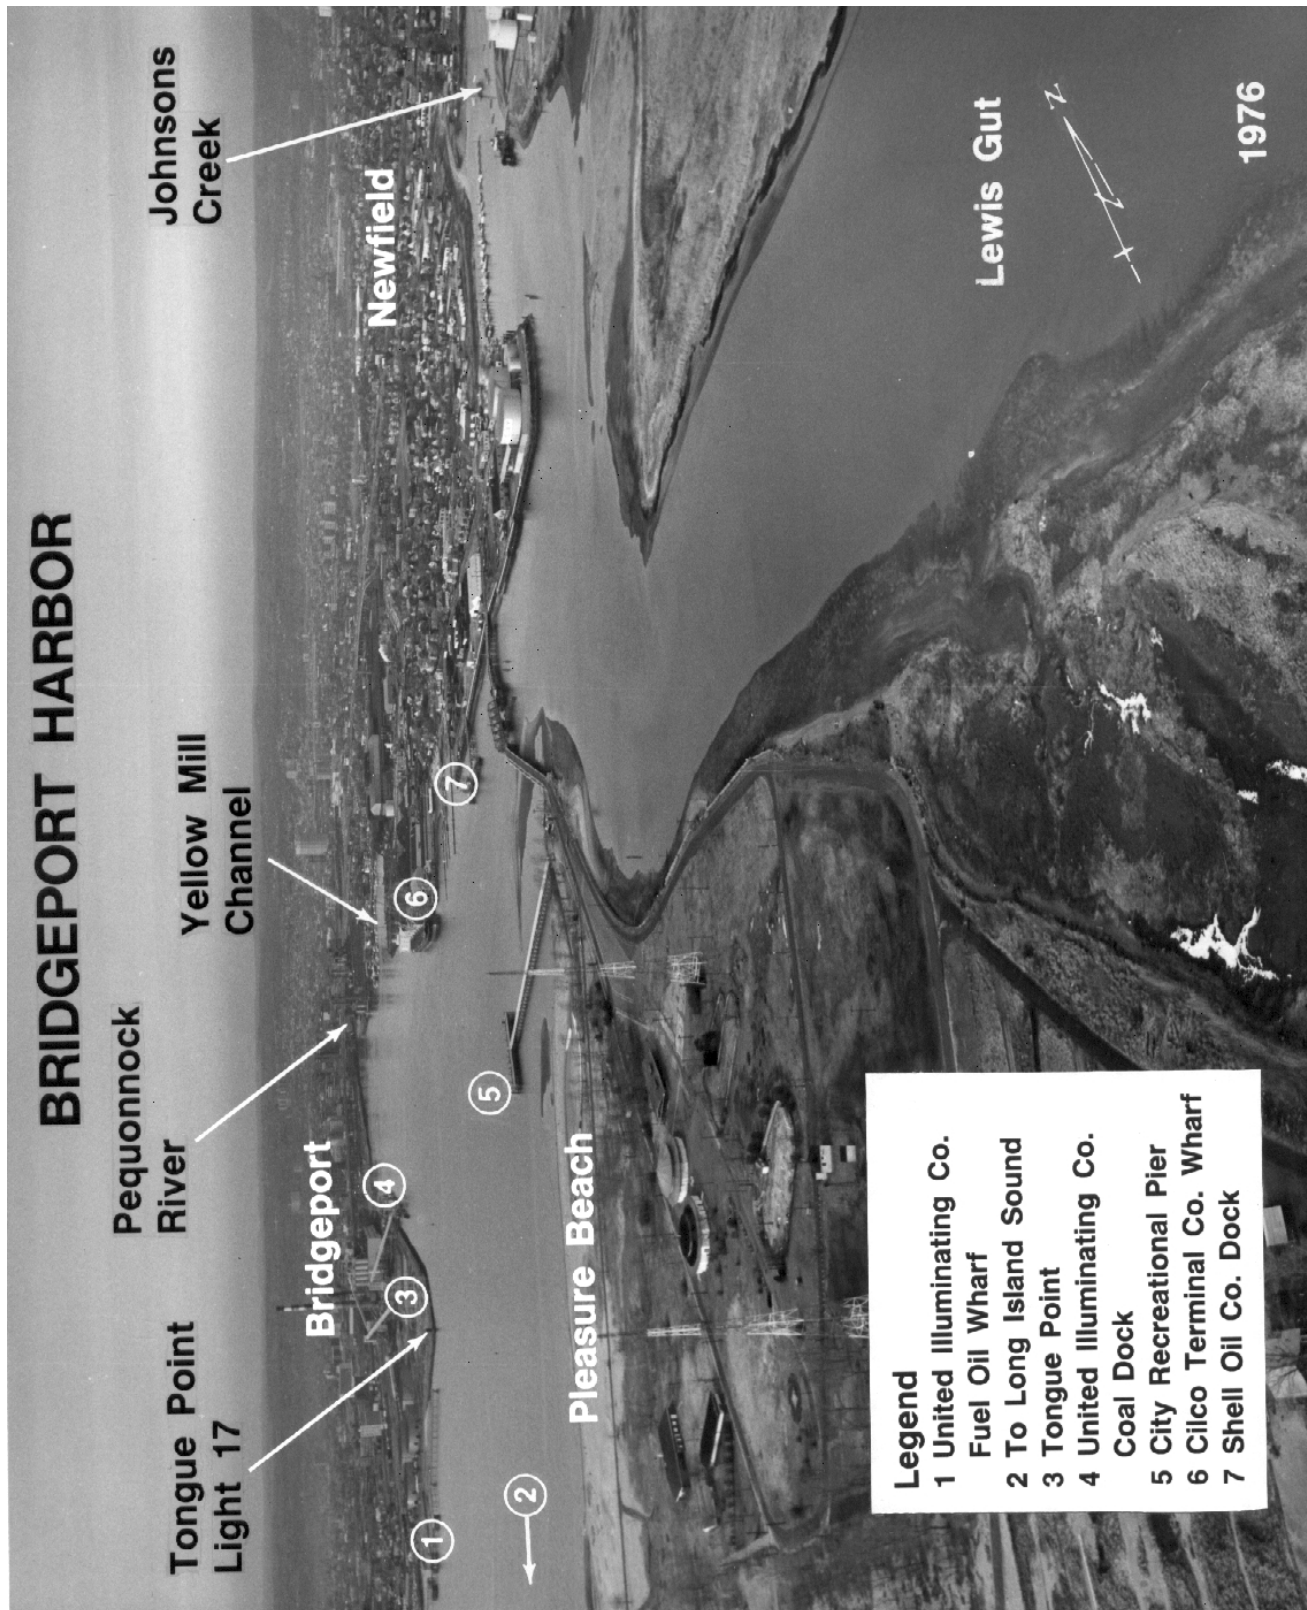 BRIDGEPORT HARBOR
Tongue Point
Light 17
Pequonnock
River
Yellow Mill
Channel
Johnsons
Creek
Bridgeport
Newfield
Pleasure Beach
Lewis Gut
N
1
2
3
4
5
6
7
Legend
1 United Illuminating Co.
Fuel Oil Wharf
2 To Long Island Sound
3 Tongue Point
4 United Illuminating Co.
Coal Dock
5 City Recreational Pier
6 Cilco Terminal Co. Wharf
7 Shell Oil Co. Dock
1976